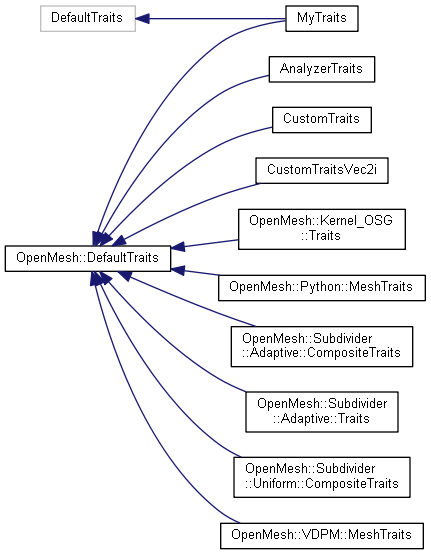 DefaultTraits
MyTraits
AnalyzerTraits
CustomTraits
CustomTraitsVec2i
OpenMesh::Kernel_OSG
::Traits
OpenMesh::DefaultTraits
OpenMesh::Python::MeshTraits
OpenMesh::Subdivider
::Adaptive::CompositeTraits
OpenMesh::Subdivider
::Adaptive::Traits
OpenMesh::Subdivider
::Uniform::CompositeTraits
OpenMesh::VDPM::MeshTraits